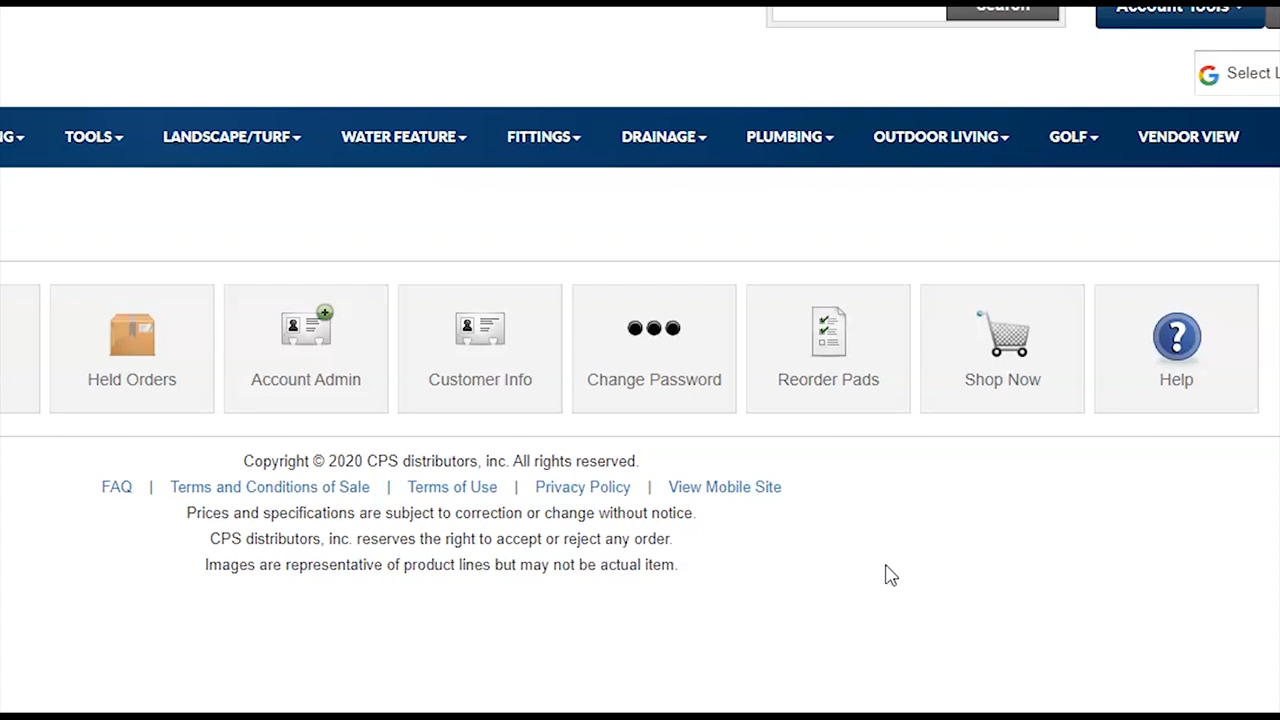 Search Account Tools
Select L
NG TOOLS LANDSCAPE/TURF WATER FEATURE FITTINGS DRAINAGE PLUMBING OUTDOOR LIVING GOLF VENDOR VIEW
Held Orders Account Admin Customer Info Change Password Reorder Pads Shop Now Help
Copyright © 2020 CPS distributors, inc. All rights reserved.
FAQ | Terms and Conditions of Sale | Terms of Use | Privacy Policy | View Mobile Site
Prices and specifications are subject to correction or change without notice.
CPS distributors, inc. reserves the right to accept or reject any order.
Images are representative of product lines but may not be actual item.